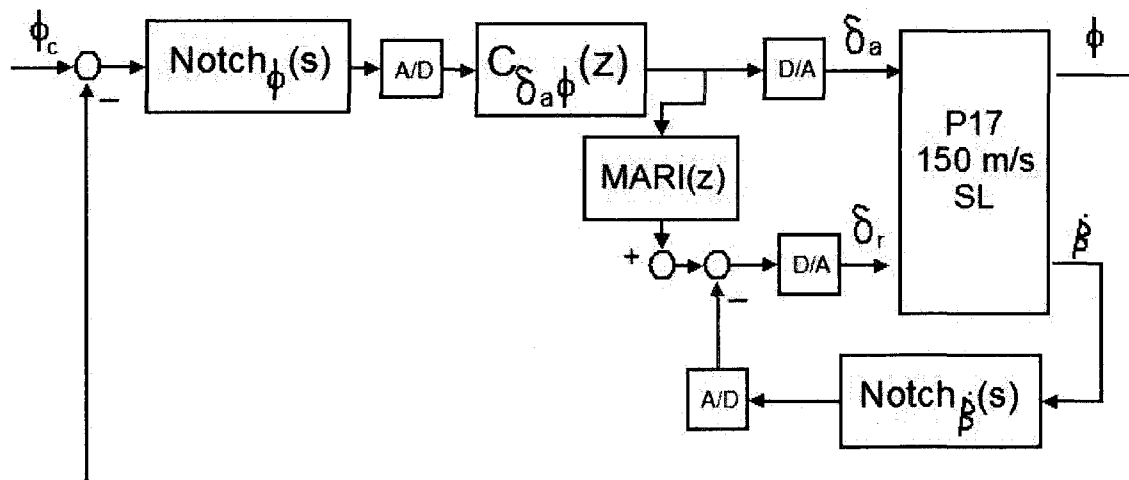 ϕc
Notchϕ(s)
A/D
Cδaϕ(z)
D/A
δa
ϕ
−
P17
150 m/s
SL
MARI(z)
β̇
δr
+
D/A
−
A/D
Notchβ̇(s)